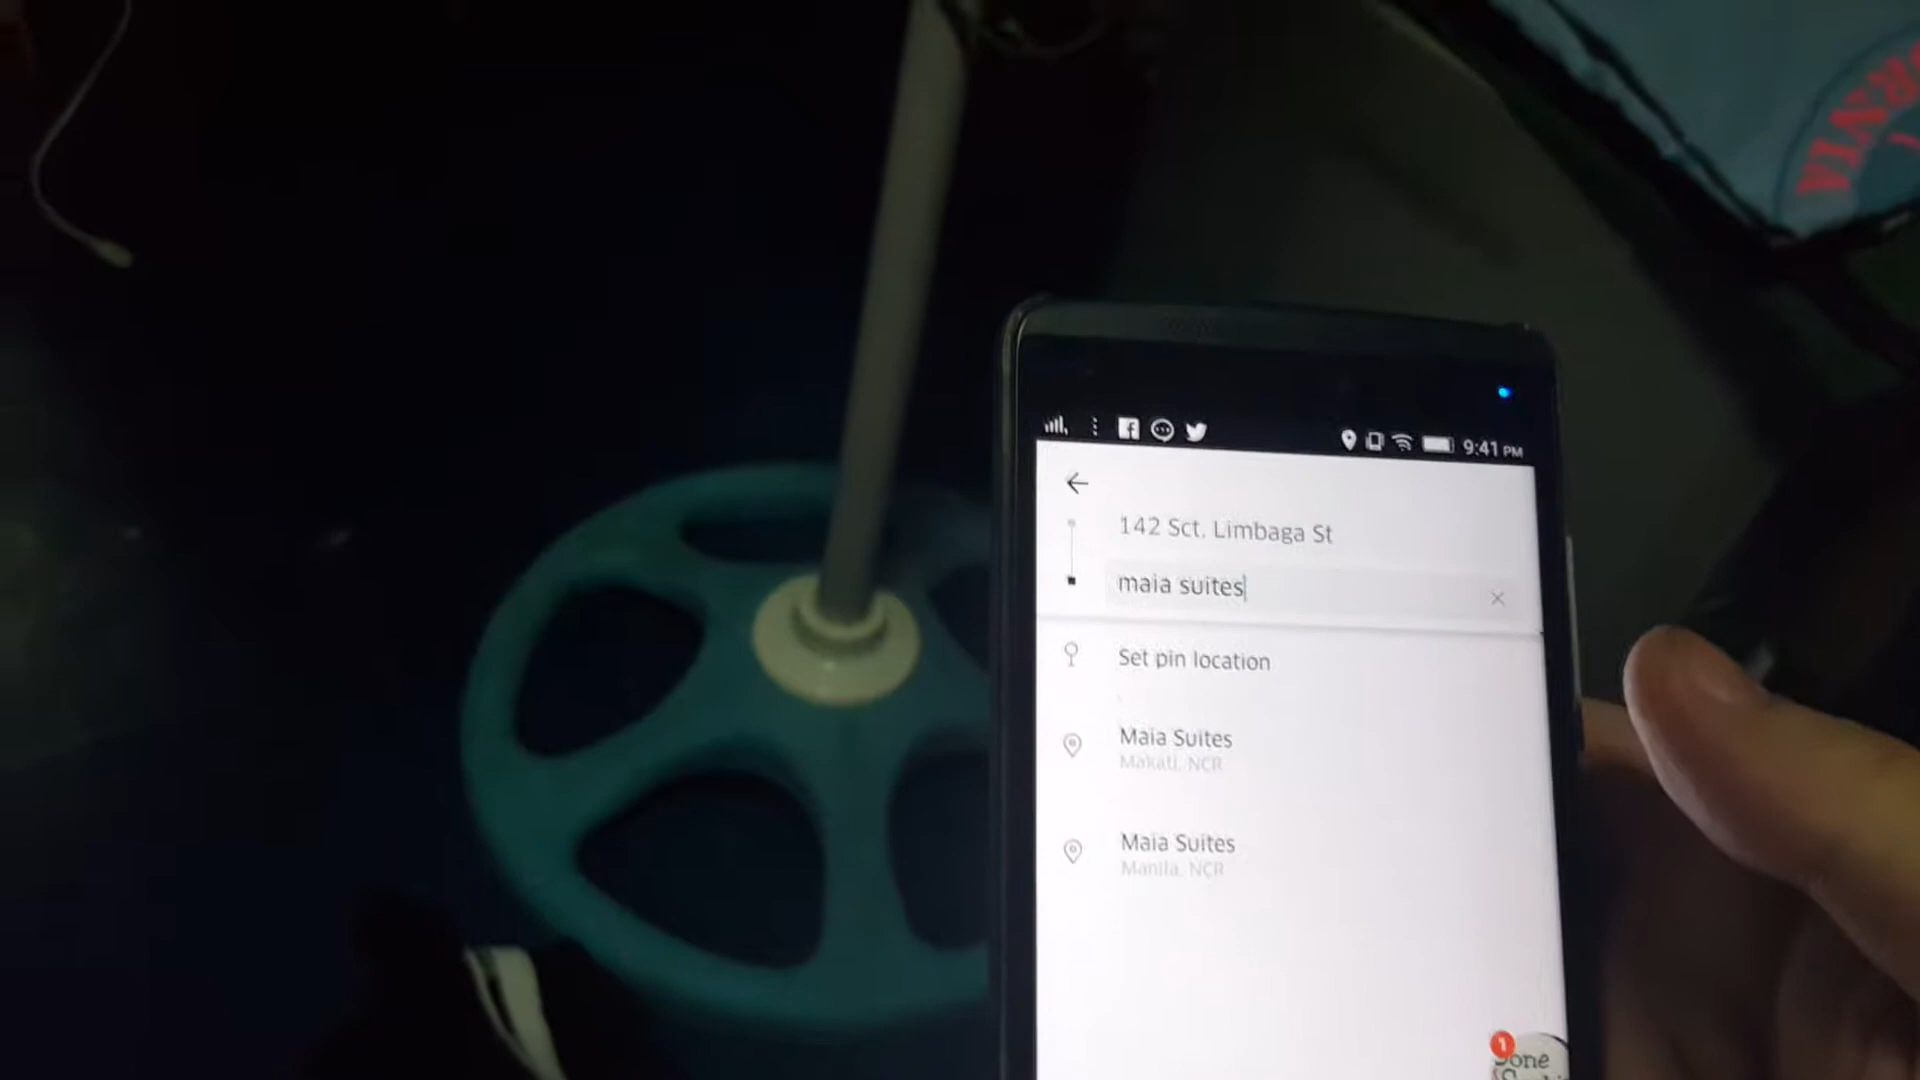 9:41 PM
142 Sct. Limbaga St
maia suites
Set pin location
Maia Suites
Makati, NCR
Maia Suites
Manila, NCR
1